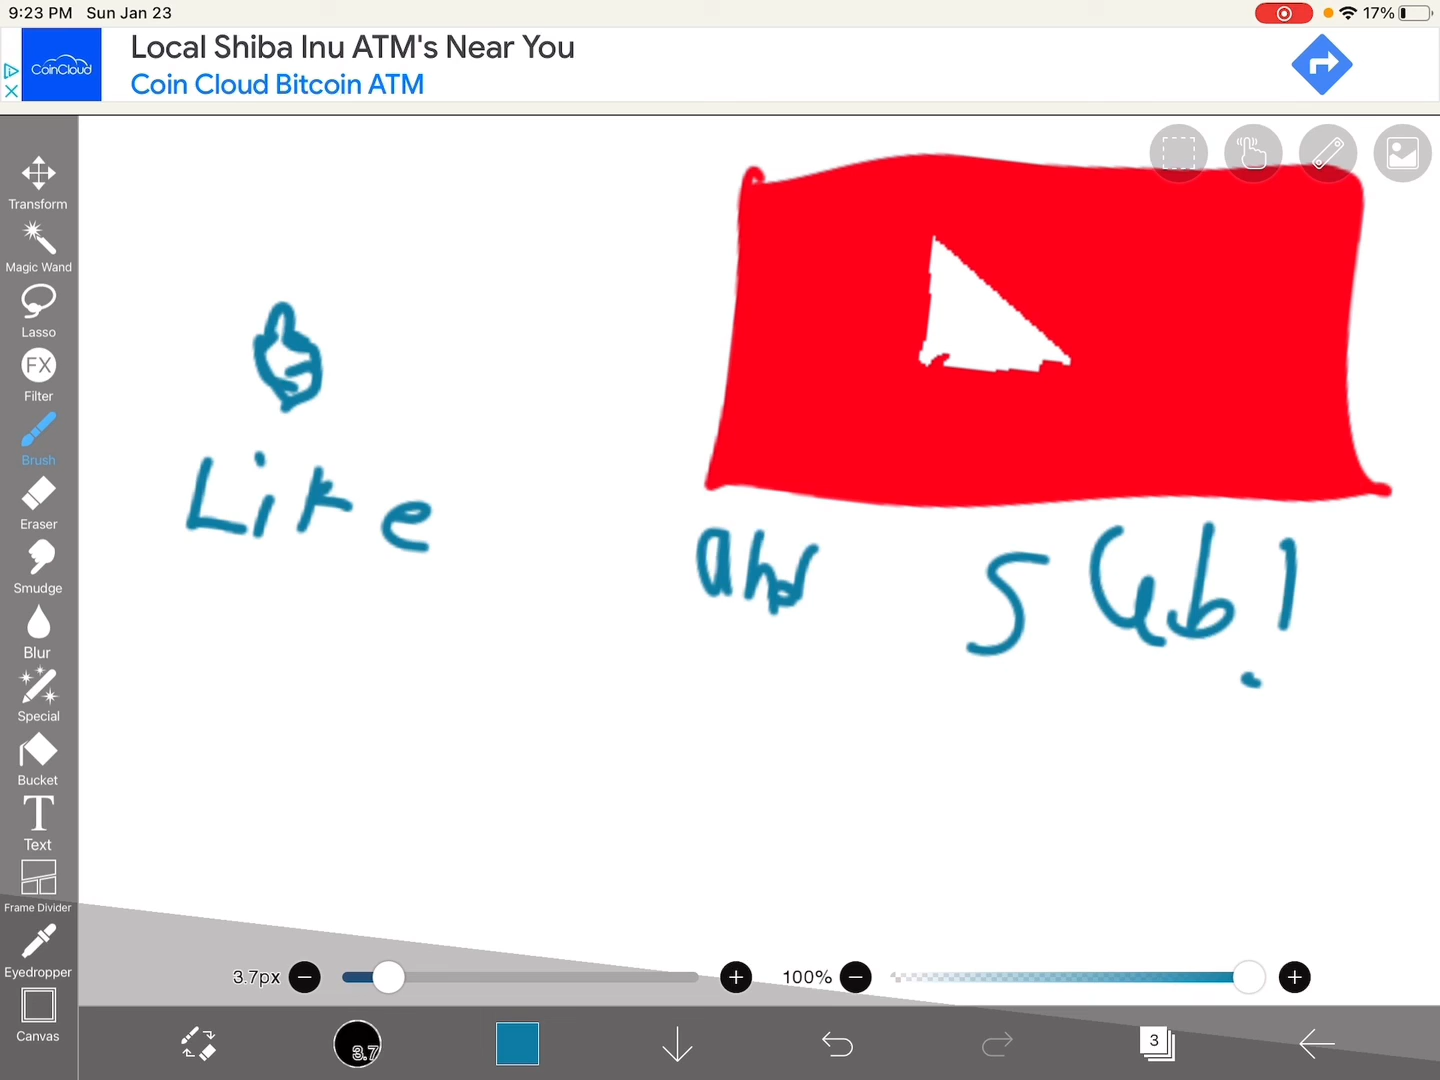 9:23 PM Sun Jan 23
17%
CoinCloud
Local Shiba Inu ATM's Near You
Coin Cloud Bitcoin ATM
Transform
Magic Wand
Lasso
FX
Filter
Brush
Eraser
Smudge
Blur
Special
Bucket
T
Text
Frame Divider
Eyedropper
Canvas
Like
and sub!
3.7px
100%
3.7
3